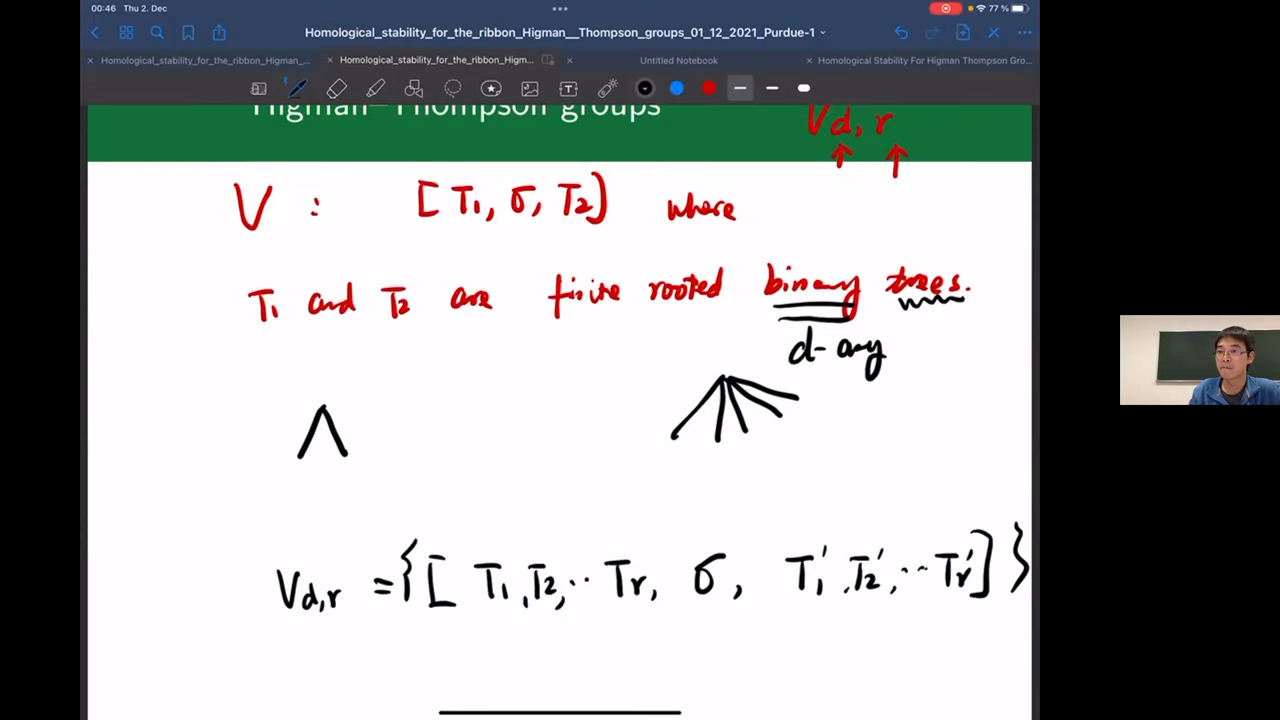 00:46 Thu 2. Dec
77 %
Homological_stability_for_the_ribbon_Higman__Thompson_groups_01_12_2021_Purdue-1
Homological_stability_for_the_ribbon_Higman_...
Homological_stability_for_the_ribbon_Higm...
Untitled Notebook
Homological Stability For Higman Thompson Gro...
Higman–Thompson groups
Vd, r
V : [T1, σ, T2] where
T1 and T2 are finite rooted binary trees.
d-ary
Vd,r = {[ T1, T2, ·· Tr, σ, T1', T2', ··· Tr']}